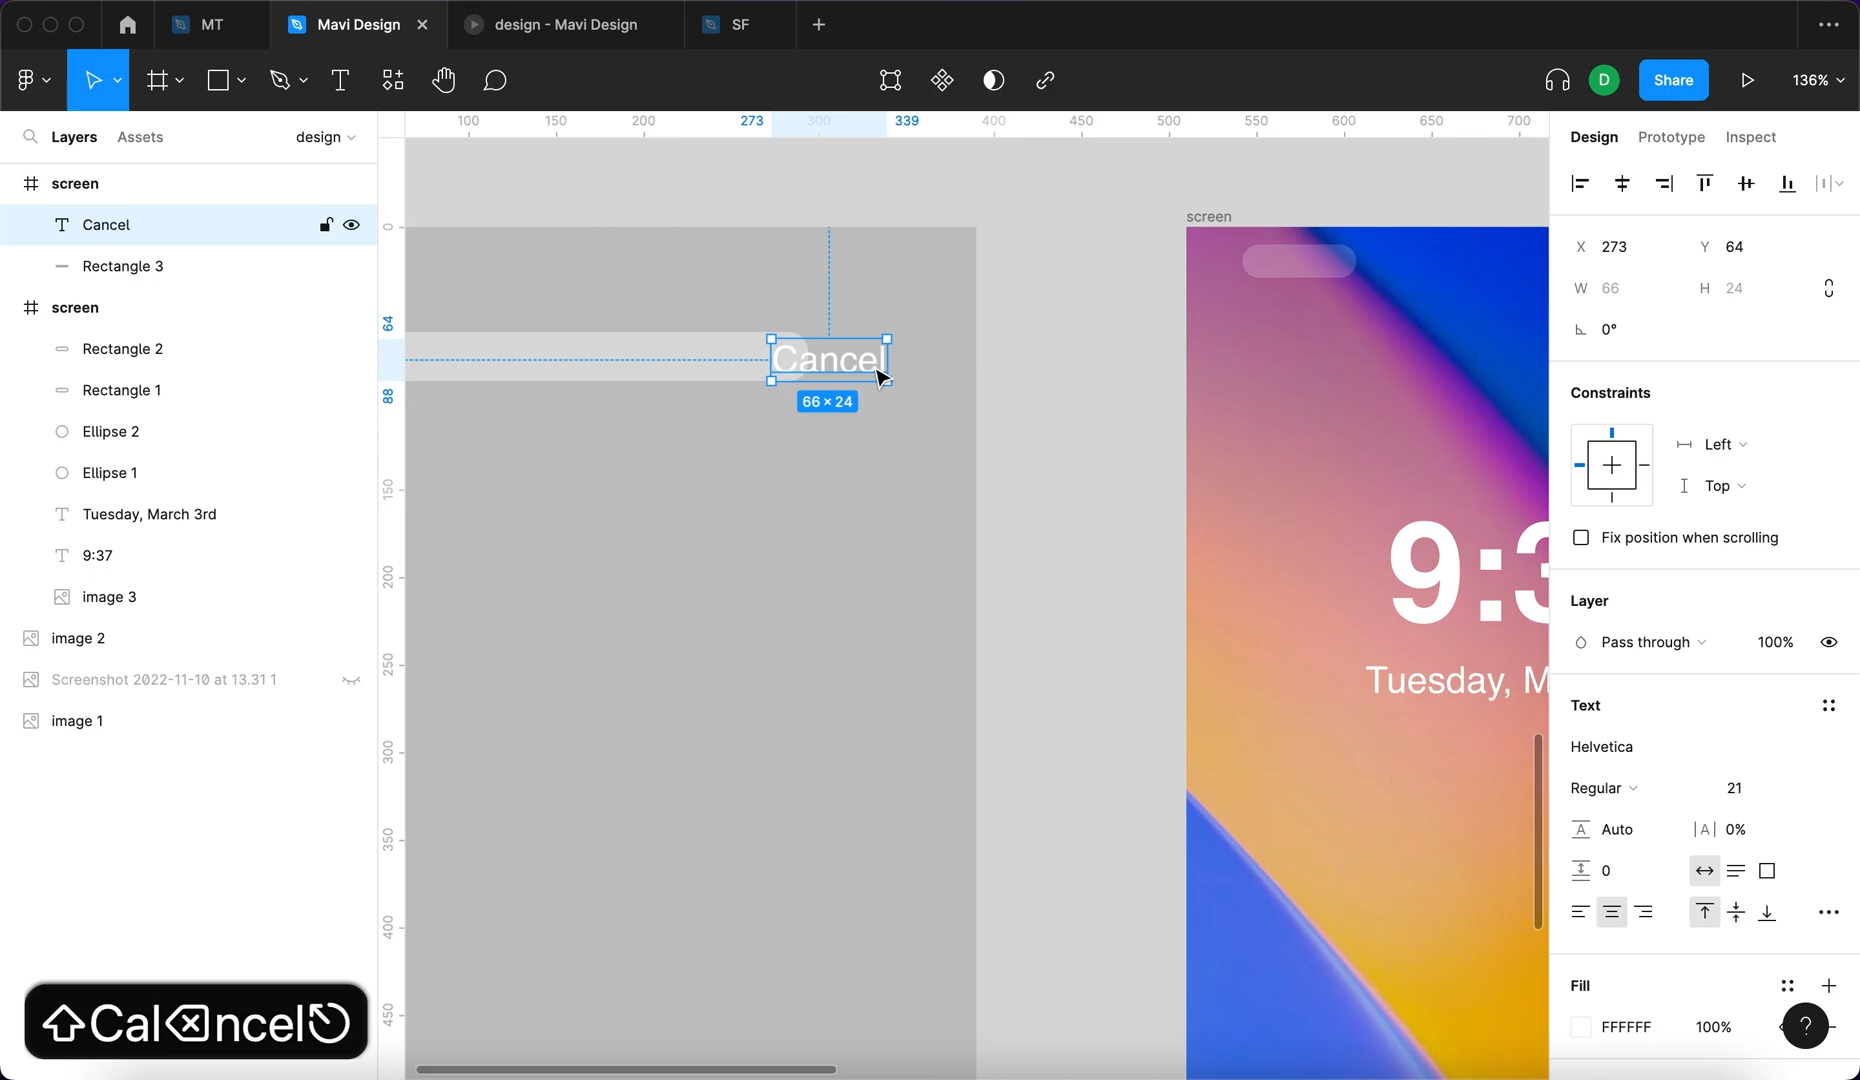 MT
Mavi Design
design - Mavi Design
SF
D
Share
136%
Layers
Assets
design
screen
Cancel
Rectangle 3
screen
Rectangle 2
Rectangle 1
Ellipse 2
Ellipse 1
Tuesday, March 3rd
9:37
image 3
image 2
Screenshot 2022-11-10 at 13.31 1
image 1
Cal ncel
100
150
200
273
300
339
400
450
500
550
600
650
700
0
64
88
150
200
250
300
350
400
450
Cancel
66 × 24
screen
9:3
Tuesday, M
Design
Prototype
Inspect
X 273
Y 64
W 66
H 24
0°
Constraints
Left
Top
Fix position when scrolling
Layer
Pass through
100%
Text
Helvetica
Regular
21
A Auto
|A| 0%
0
Fill
FFFFFF
100%
?